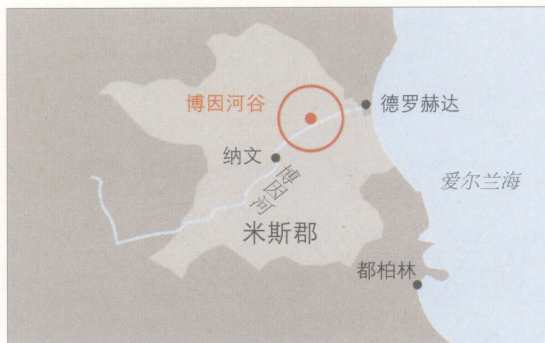 博因河谷
德罗赫达
纳文
博因河
爱尔兰海
米斯郡
都柏林